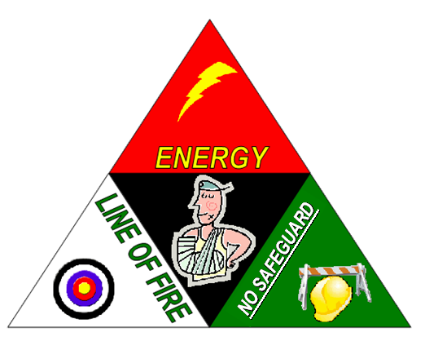 ENERGY
LINE OF FIRE
NO SAFEGUARD